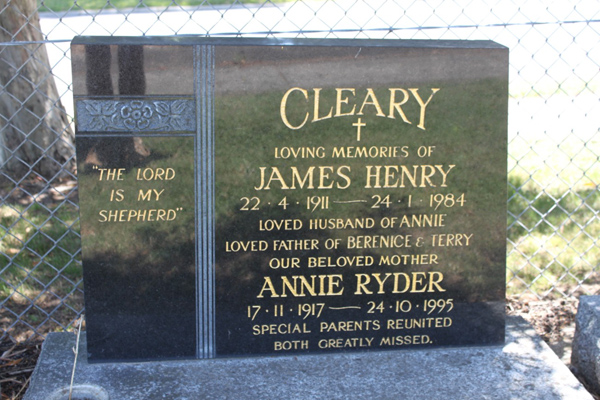 CLEARY
LOVING MEMORIES OF
JAMES HENRY
22·4·1911 — 24·1·1984
LOVED HUSBAND OF ANNIE
LOVED FATHER OF BERENICE & TERRY
OUR BELOVED MOTHER
ANNIE RYDER
17·11·1917 — 24·10·1995
SPECIAL PARENTS REUNITED
BOTH GREATLY MISSED.
"THE LORD
IS MY
SHEPHERD"